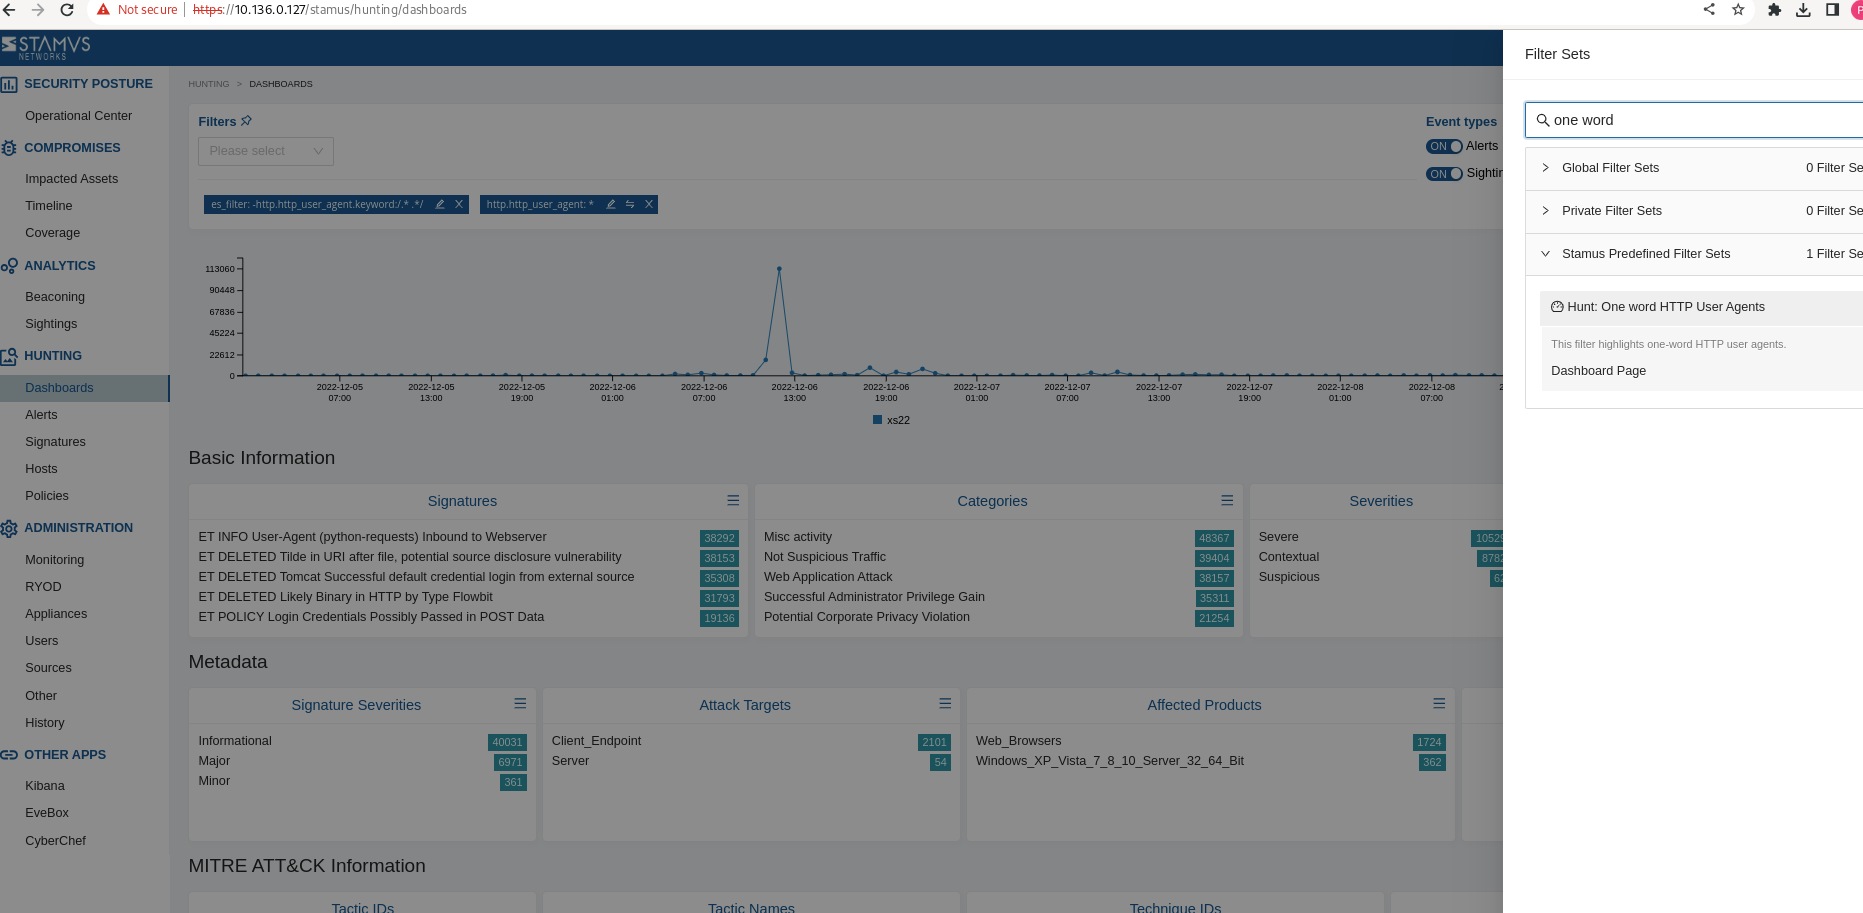 Not secure | https://10.136.0.127/stamus/hunting/dashboards
STAMVS
NETWORKS
Filter Sets
SECURITY POSTURE
Operational Center
COMPROMISES
Impacted Assets
Timeline
Coverage
ANALYTICS
Beaconing
Sightings
HUNTING
Dashboards
Alerts
Signatures
Hosts
Policies
ADMINISTRATION
Monitoring
RYOD
Appliances
Users
Sources
Other
History
OTHER APPS
Kibana
EveBox
CyberChef
HUNTING > DASHBOARDS
Filters
Please select
Event types
ON Alerts
ON Sightin
es_filter: -http.http_user_agent.keyword:/.* .*/
http.http_user_agent: *
113060
90448
67836
45224
22612
0
2022-12-05 07:00
2022-12-05 13:00
2022-12-05 19:00
2022-12-06 01:00
2022-12-06 07:00
2022-12-06 13:00
2022-12-06 19:00
2022-12-07 01:00
2022-12-07 07:00
2022-12-07 13:00
2022-12-07 19:00
2022-12-08 01:00
2022-12-08 07:00
xs22
Basic Information
Signatures
ET INFO User-Agent (python-requests) Inbound to Webserver 38292
ET DELETED Tilde in URI after file, potential source disclosure vulnerability 38153
ET DELETED Tomcat Successful default credential login from external source 35308
ET DELETED Likely Binary in HTTP by Type Flowbit 31793
ET POLICY Login Credentials Possibly Passed in POST Data 19136
Categories
Misc activity 48367
Not Suspicious Traffic 39404
Web Application Attack 38157
Successful Administrator Privilege Gain 35311
Potential Corporate Privacy Violation 21254
Severities
Severe 10529
Contextual 8782
Suspicious 62
Metadata
Signature Severities
Informational 40031
Major 6971
Minor 361
Attack Targets
Client_Endpoint 2101
Server 54
Affected Products
Web_Browsers 1724
Windows_XP_Vista_7_8_10_Server_32_64_Bit 362
MITRE ATT&CK Information
Tactic IDs
Tactic Names
Technique IDs
one word
Global Filter Sets 0 Filter Se
Private Filter Sets 0 Filter Se
Stamus Predefined Filter Sets 1 Filter Se
Hunt: One word HTTP User Agents
This filter highlights one-word HTTP user agents.
Dashboard Page